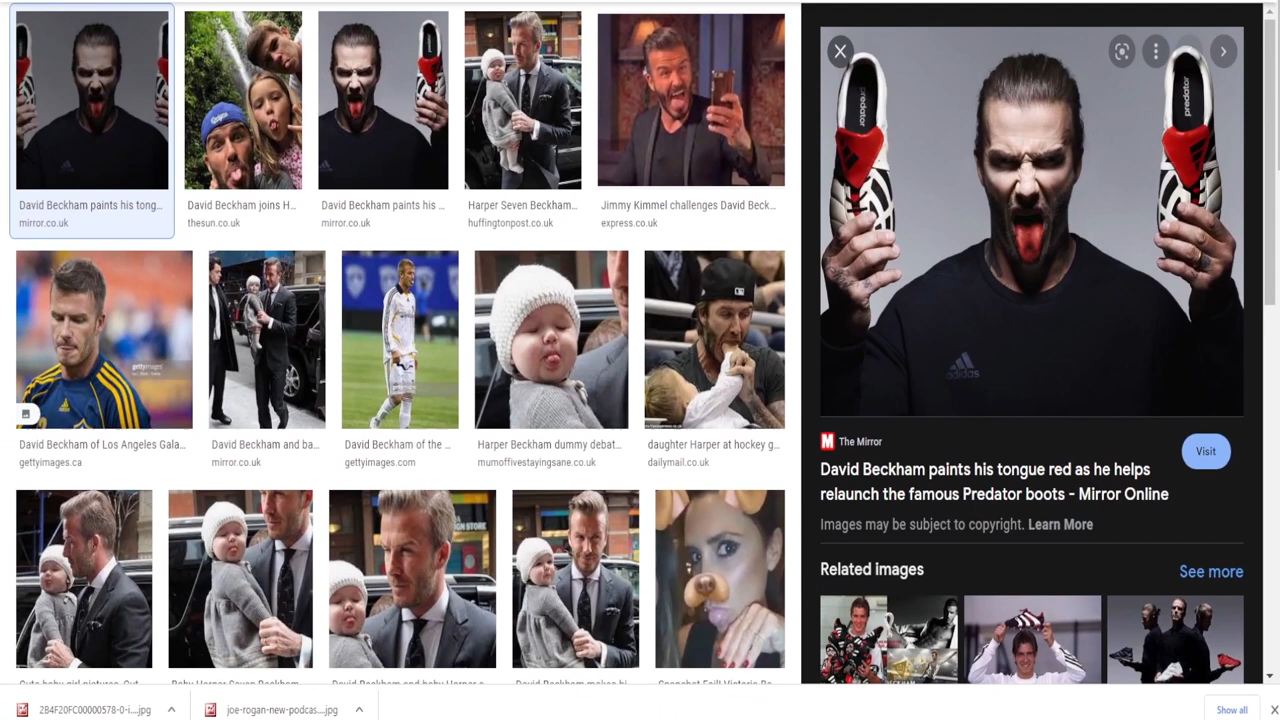 David Beckham paints his tong...
mirror.co.uk
David Beckham joins H...
thesun.co.uk
David Beckham paints his ...
mirror.co.uk
Harper Seven Beckham...
huffingtonpost.co.uk
Jimmy Kimmel challenges David Beck...
express.co.uk
David Beckham of Los Angeles Gala...
gettyimages.ca
David Beckham and ba...
mirror.co.uk
David Beckham of the ...
gettyimages.com
Harper Beckham dummy debat...
mumoffivestayingsane.co.uk
daughter Harper at hockey g...
dailymail.co.uk
gettyimages
predator
predator
adidas
M The Mirror
Visit
David Beckham paints his tongue red as he helps
relaunch the famous Predator boots - Mirror Online
Images may be subject to copyright. Learn More
Related images
See more
2B4F20FC00000578-0-i....jpg
joe-rogan-new-podcas....jpg
Show all